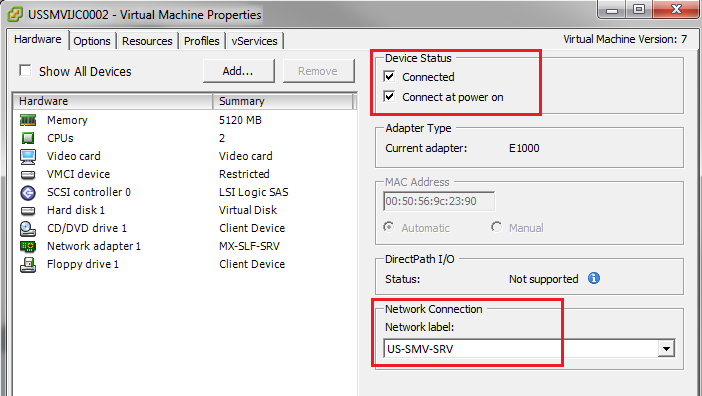 USSMVIJC0002 - Virtual Machine Properties
Hardware Options Resources Profiles vServices Virtual Machine Version: 7
Show All Devices Add... Remove
Hardware Summary
Memory 5120 MB
CPUs 2
Video card Video card
VMCI device Restricted
SCSI controller 0 LSI Logic SAS
Hard disk 1 Virtual Disk
CD/DVD drive 1 Client Device
Network adapter 1 MX-SLF-SRV
Floppy drive 1 Client Device
Device Status
Connected
Connect at power on
Adapter Type
Current adapter: E1000
MAC Address
00:50:56:9c:23:90
Automatic Manual
DirectPath I/O
Status: Not supported
Network Connection
Network label:
US-SMV-SRV